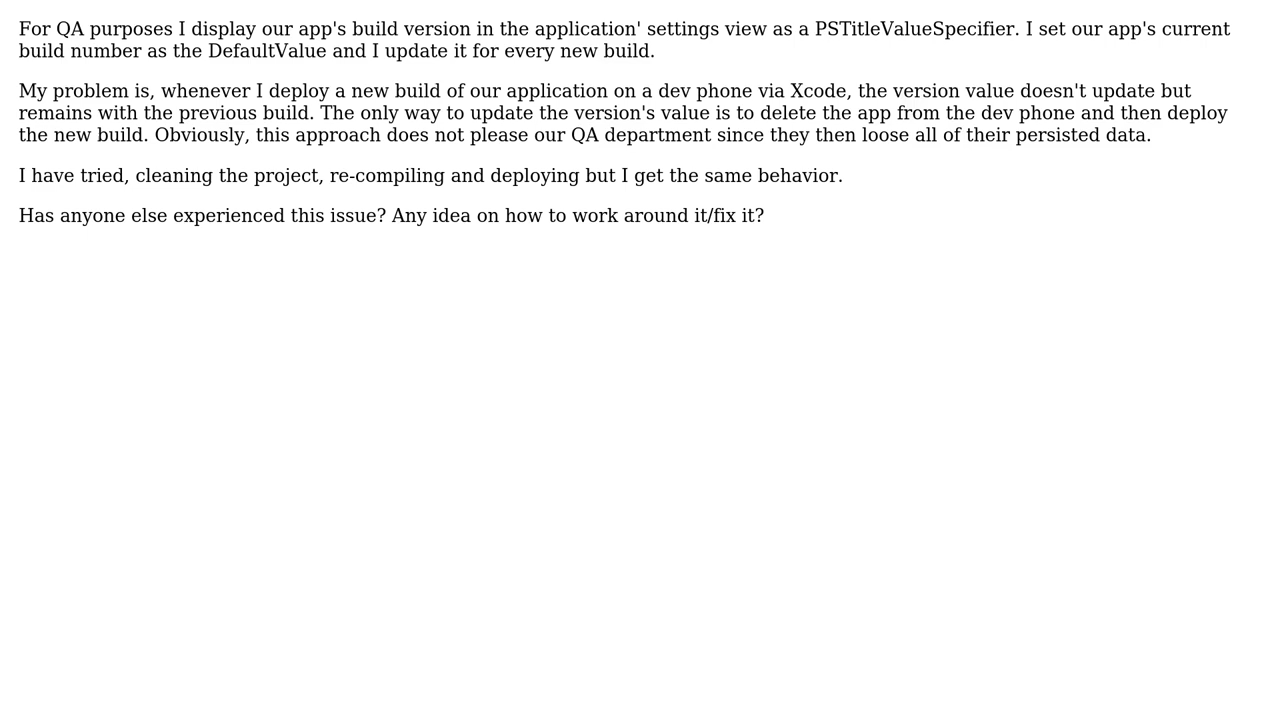 For QA purposes I display our app's build version in the application' settings view as a PSTitleValueSpecifier. I set our app's current
build number as the DefaultValue and I update it for every new build.
My problem is, whenever I deploy a new build of our application on a dev phone via Xcode, the version value doesn't update but
remains with the previous build. The only way to update the version's value is to delete the app from the dev phone and then deploy
the new build. Obviously, this approach does not please our QA department since they then loose all of their persisted data.
I have tried, cleaning the project, re-compiling and deploying but I get the same behavior.
Has anyone else experienced this issue? Any idea on how to work around it/fix it?